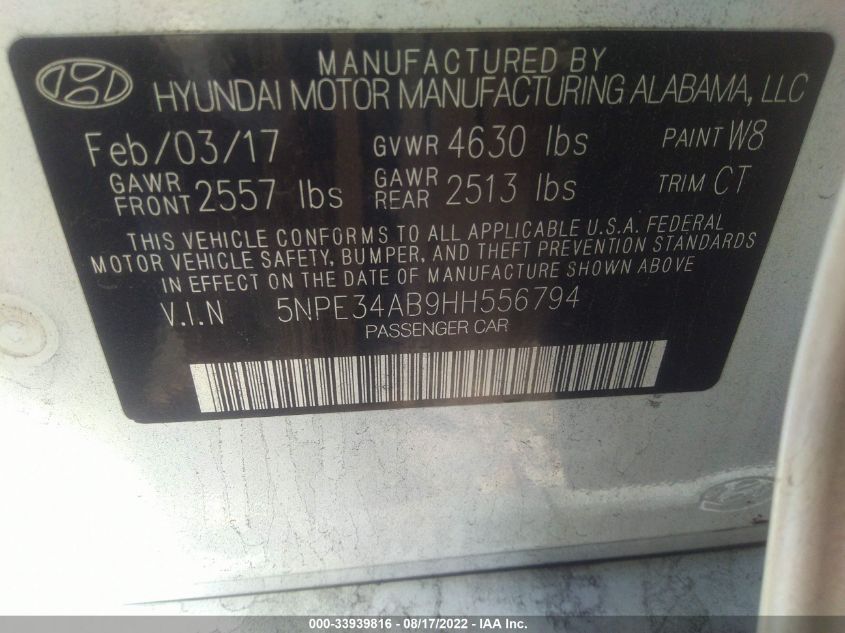 MANUFACTURED BY
HYUNDAI MOTOR MANUFACTURING ALABAMA, LLC
Feb/03/17 GVWR 4630 lbs PAINT W8
GAWR FRONT 2557 lbs GAWR REAR 2513 lbs TRIM CT
THIS VEHICLE CONFORMS TO ALL APPLICABLE U.S.A. FEDERAL
MOTOR VEHICLE SAFETY, BUMPER, AND THEFT PREVENTION STANDARDS
IN EFFECT ON THE DATE OF MANUFACTURE SHOWN ABOVE.
V.I.N 5NPE34AB9HH556794
PASSENGER CAR
000-33939816 - 08/17/2022 - IAA Inc.